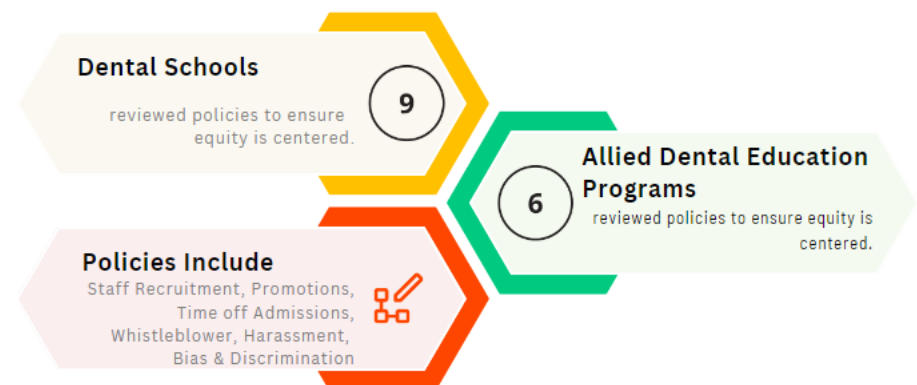 Dental Schools
9
reviewed policies to ensure
equity is centered.
Allied Dental Education
Programs
6
reviewed policies to ensure equity is
centered.
Policies Include
Staff Recruitment, Promotions,
Time off Admissions,
Whistleblower, Harassment,
Bias & Discrimination